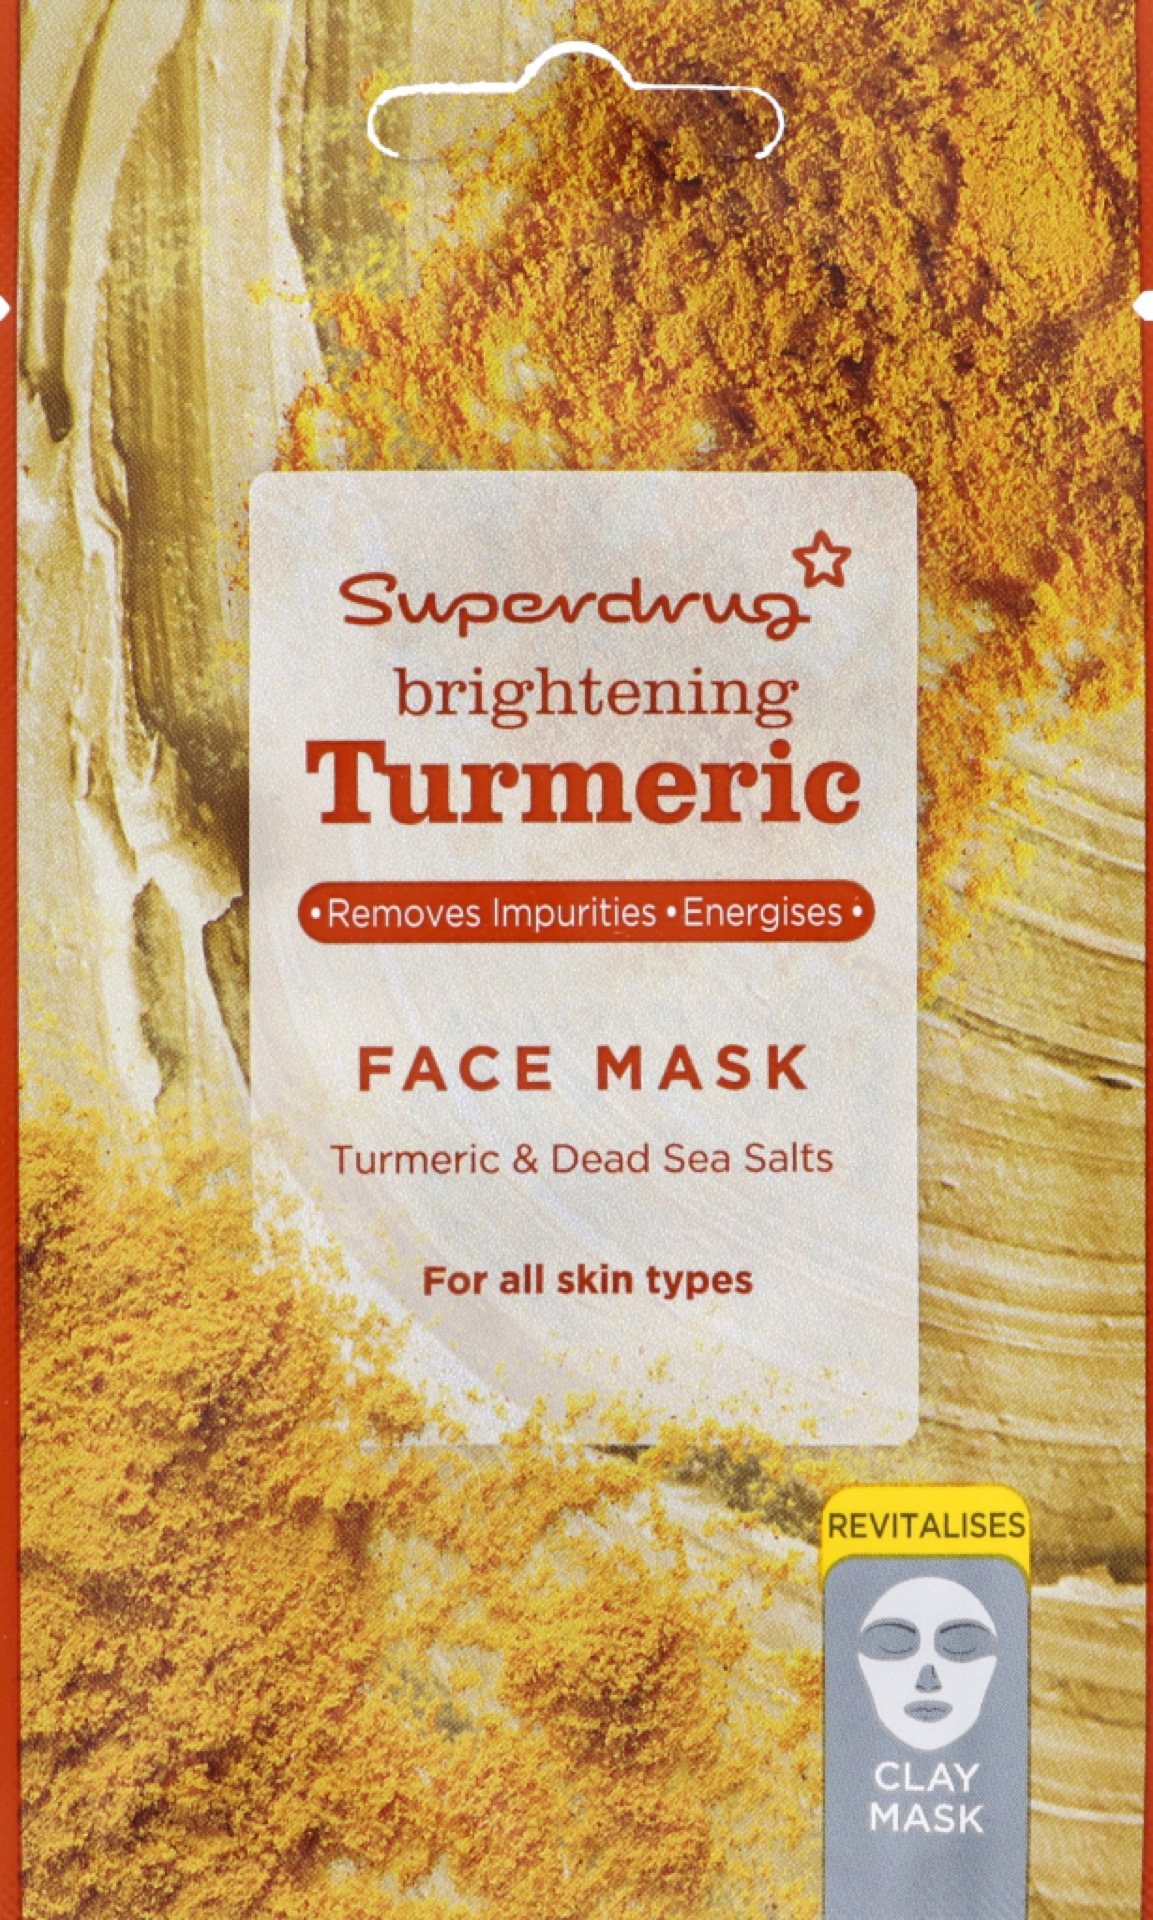 Superdrug
brightening
Turmeric
•Removes Impurities •Energises •
FACE MASK
Turmeric & Dead Sea Salts
For all skin types
REVITALISES
CLAY
MASK